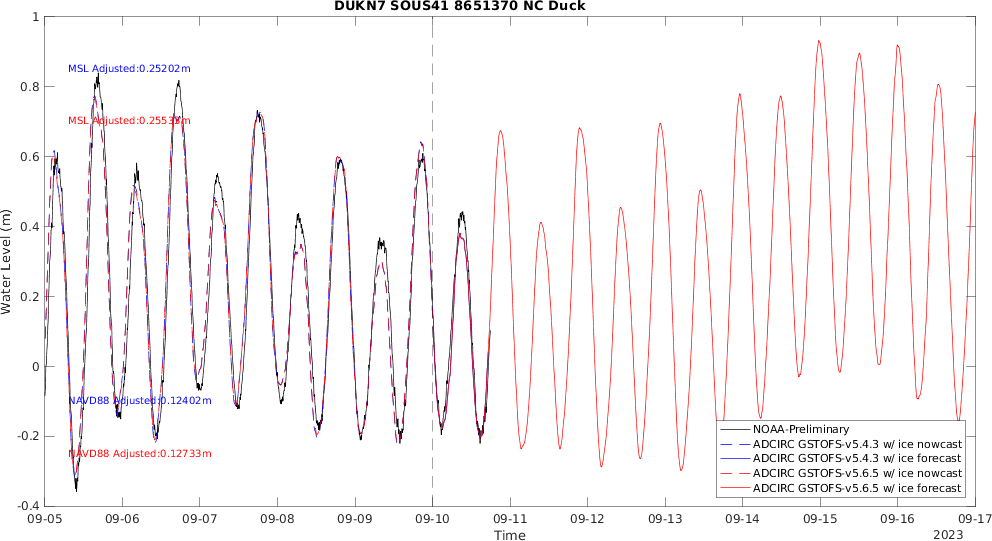 DUKN7 SOUS41 8651370 NC Duck
1
0.8
0.6
0.4
0.2
0
-0.2
-0.4
Water Level (m)
MSL Adjusted:0.25202m
MSL Adjusted:0.25533m
NAVD88 Adjusted:0.12402m
NAVD88 Adjusted:0.12733m
NOAA-Preliminary
ADCIRC GSTOFS-v5.4.3 w/ ice nowcast
ADCIRC GSTOFS-v5.4.3 w/ ice forecast
ADCIRC GSTOFS-v5.6.5 w/ ice nowcast
ADCIRC GSTOFS-v5.6.5 w/ ice forecast
09-05 09-06 09-07 09-08 09-09 09-10 09-11 09-12 09-13 09-14 09-15 09-16 09-17
Time
2023